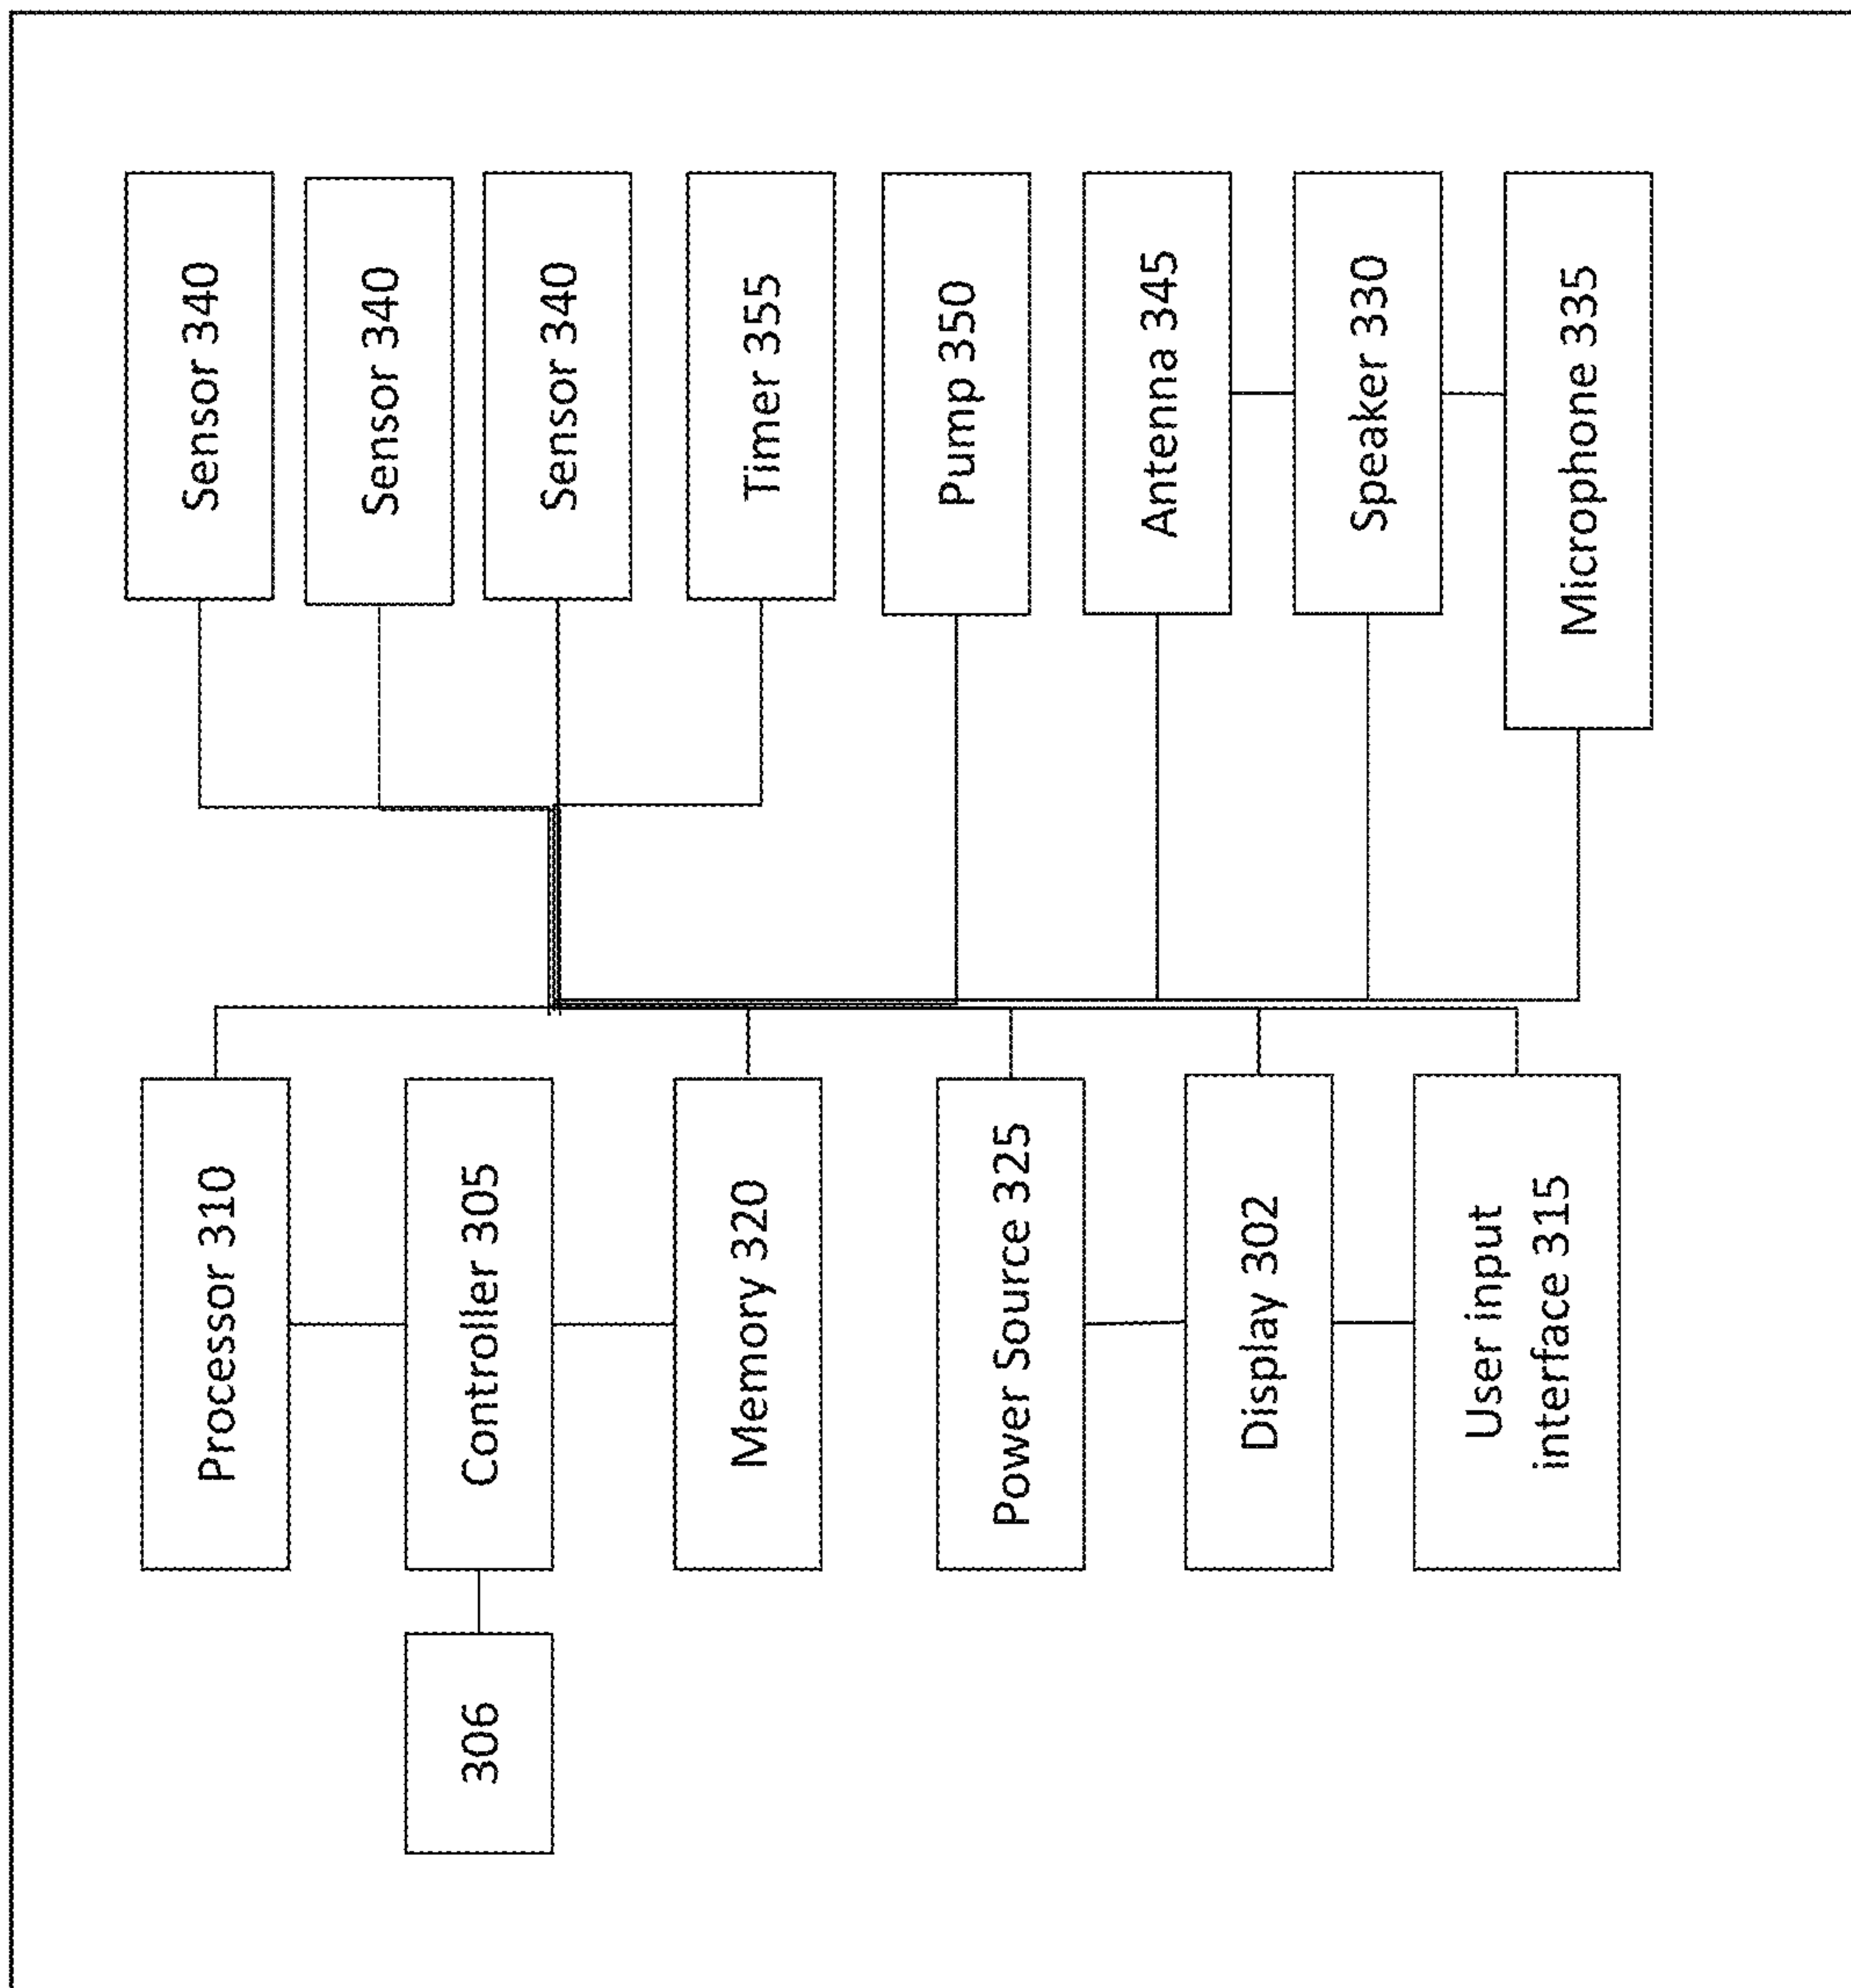 306
Processor 310
Controller 305
Memory 320
Power Source 325
Display 302
User input
interface 315
Sensor 340
Sensor 340
Sensor 340
Timer 355
Pump 350
Antenna 345
Speaker 330
Microphone 335